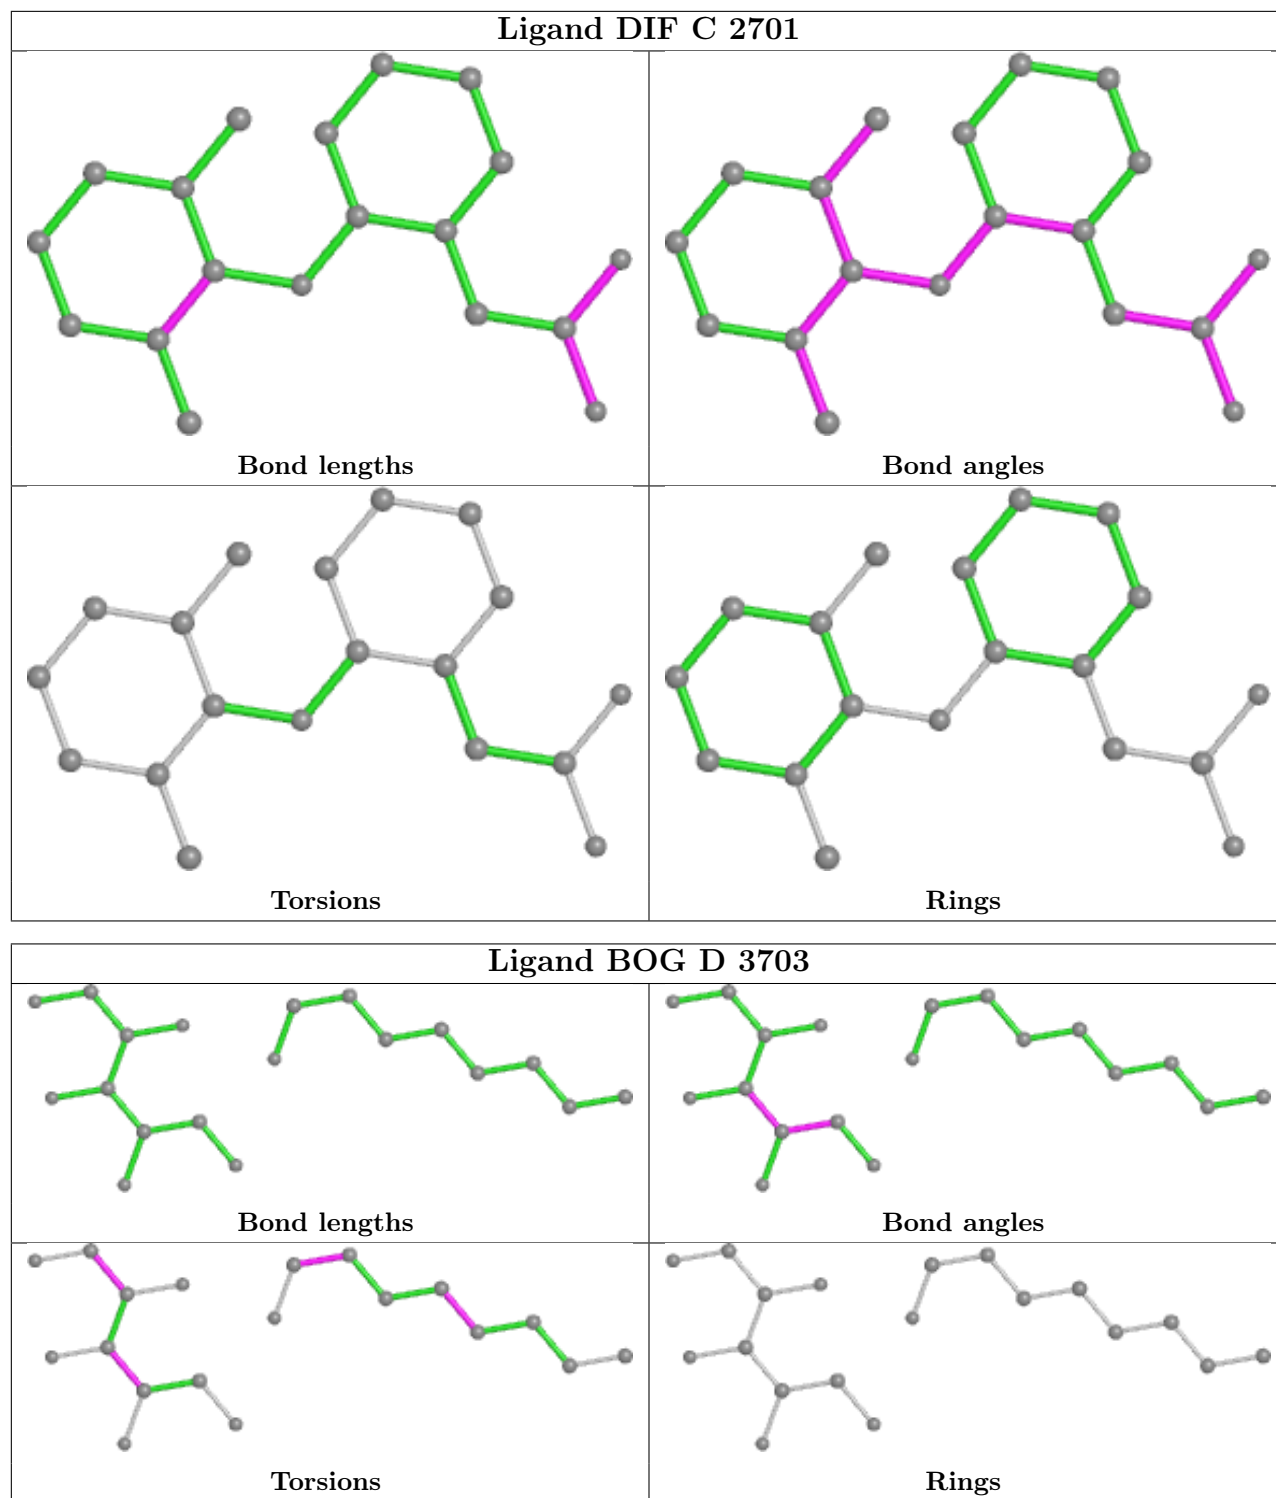 Ligand DIF C 2701
Bond lengths
Bond angles
Torsions
Rings
Ligand BOG D 3703
Bond lengths
Bond angles
Torsions
Rings